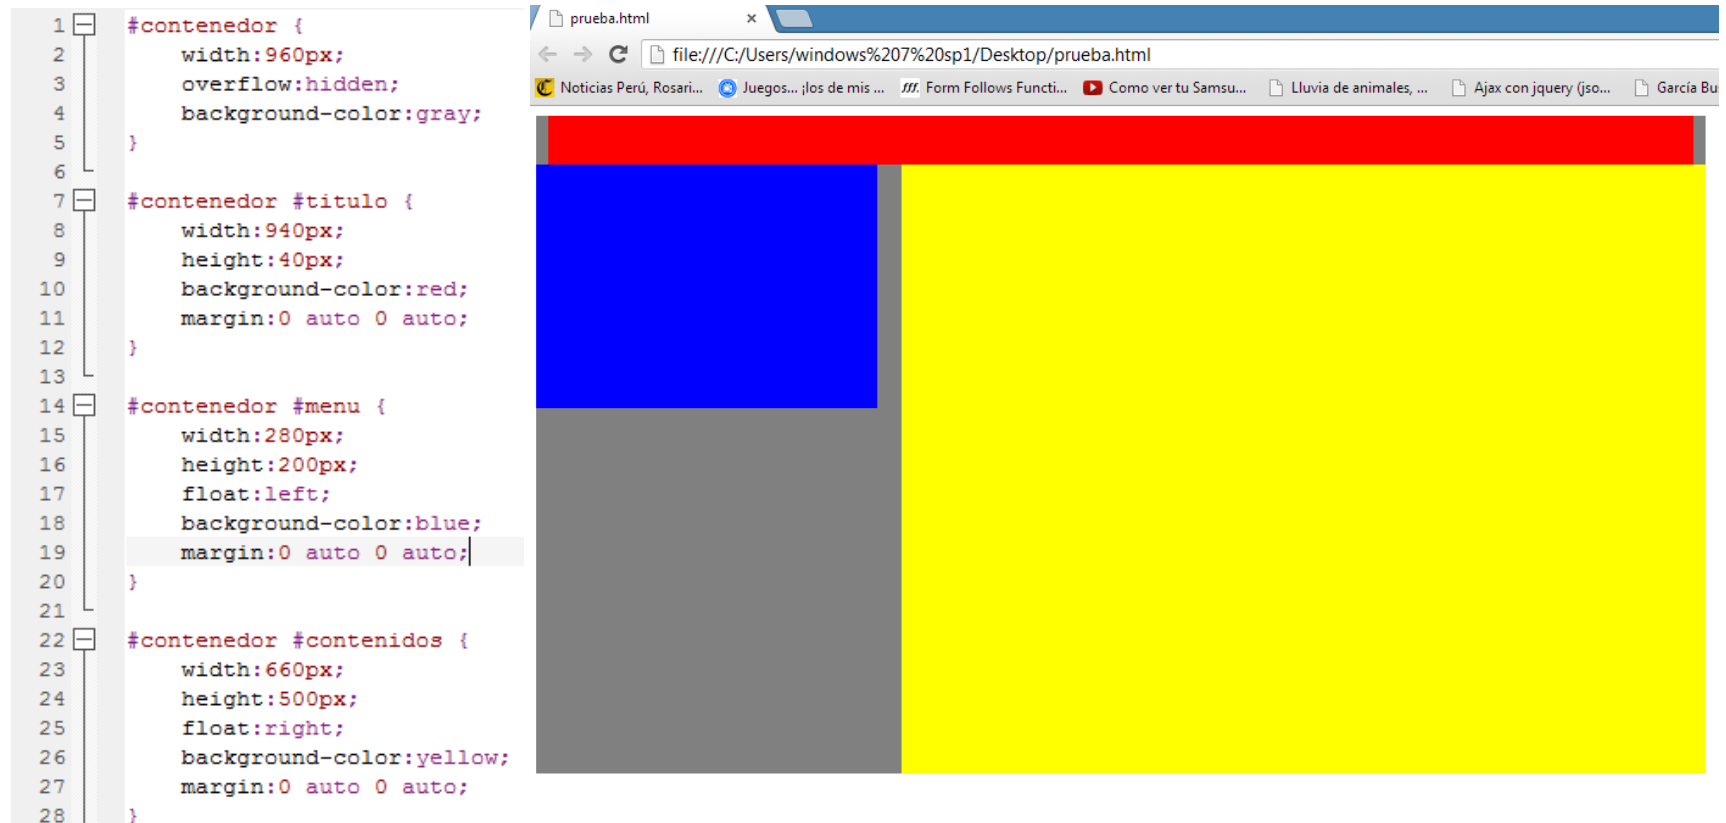 1 #contenedor {
2 width:960px;
3 overflow:hidden;
4 background-color:gray;
5 }
6
7 #contenedor #titulo {
8 width:940px;
9 height:40px;
10 background-color:red;
11 margin:0 auto 0 auto;
12 }
13
14 #contenedor #menu {
15 width:280px;
16 height:200px;
17 float:left;
18 background-color:blue;
19 margin:0 auto 0 auto;
20 }
21
22 #contenedor #contenidos {
23 width:660px;
24 height:500px;
25 float:right;
26 background-color:yellow;
27 margin:0 auto 0 auto;
28 }
prueba.html
file:///C:/Users/windows%207%20sp1/Desktop/prueba.html
Noticias Perú, Rosari... Juegos... ¡los de mis ... fff. Form Follows Functi... Como ver tu Samsu... Lluvia de animales, ... Ajax con jquery (jso... García Bu